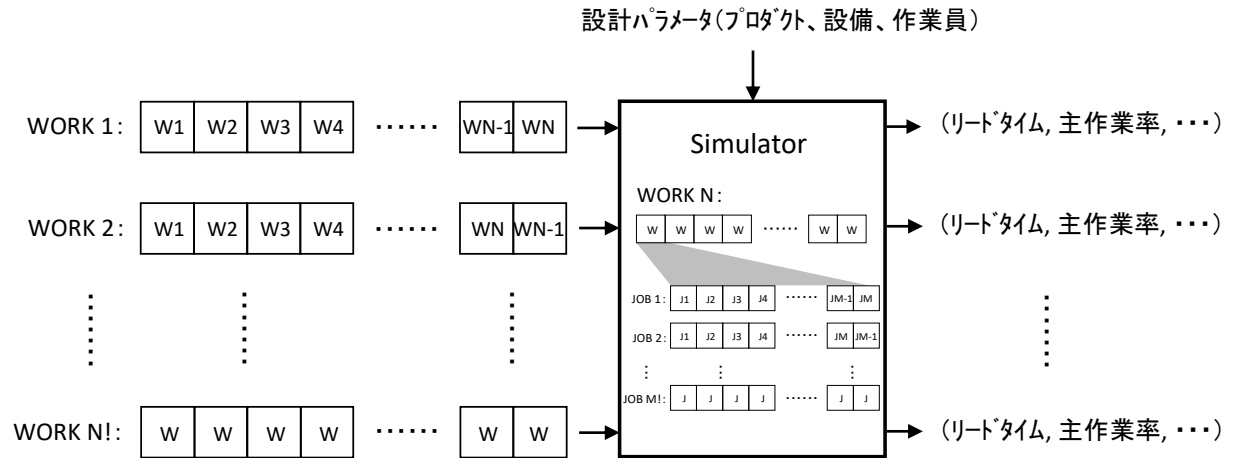 設計ﾊﾟﾗﾒｰﾀ(ﾌﾟﾛﾀﾞｸﾄ、設備、作業員)
WORK 1: W1 W2 W3 W4 ‥‥‥ WN-1 WN (ﾘｰﾄﾞﾀｲﾑ, 主作業率, ・・・)
Simulator
WORK N:
WORK 2: W1 W2 W3 W4 ‥‥‥ WN WN-1 W W W W ‥‥‥ W W (ﾘｰﾄﾞﾀｲﾑ, 主作業率, ・・・)
JOB 1: J1 J2 J3 J4 ‥‥‥ JM-1 JM
JOB 2: J1 J2 J3 J4 ‥‥‥ JM JM-1
JOB M!: J J J J ‥‥‥ J J
WORK N!: W W W W ‥‥‥ W W (ﾘｰﾄﾞﾀｲﾑ, 主作業率, ・・・)